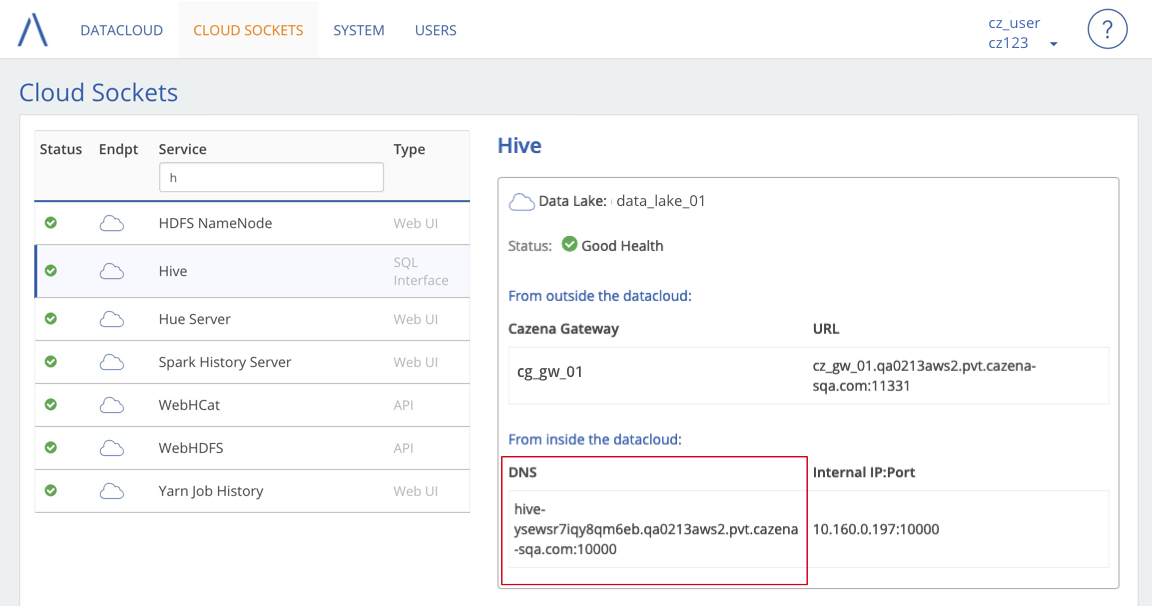 DATACLOUD CLOUD SOCKETS SYSTEM USERS
cz_user
cz123
?
Cloud Sockets
Status Endpt Service Type
h
HDFS NameNode Web UI
Hive SQL
Interface
Hue Server Web UI
Spark History Server Web UI
WebHCat API
WebHDFS API
Yarn Job History Web UI
Hive
Data Lake: data_lake_01
Status: Good Health
From outside the datacloud:
Cazena Gateway URL
cg_gw_01
cz_gw_01.qa0213aws2.pvt.cazena-
sqa.com:11331
From inside the datacloud:
DNS Internal IP:Port
hive-
ysewsr7iqy8qm6eb.qa0213aws2.pvt.cazena
-sqa.com:10000
10.160.0.197:10000